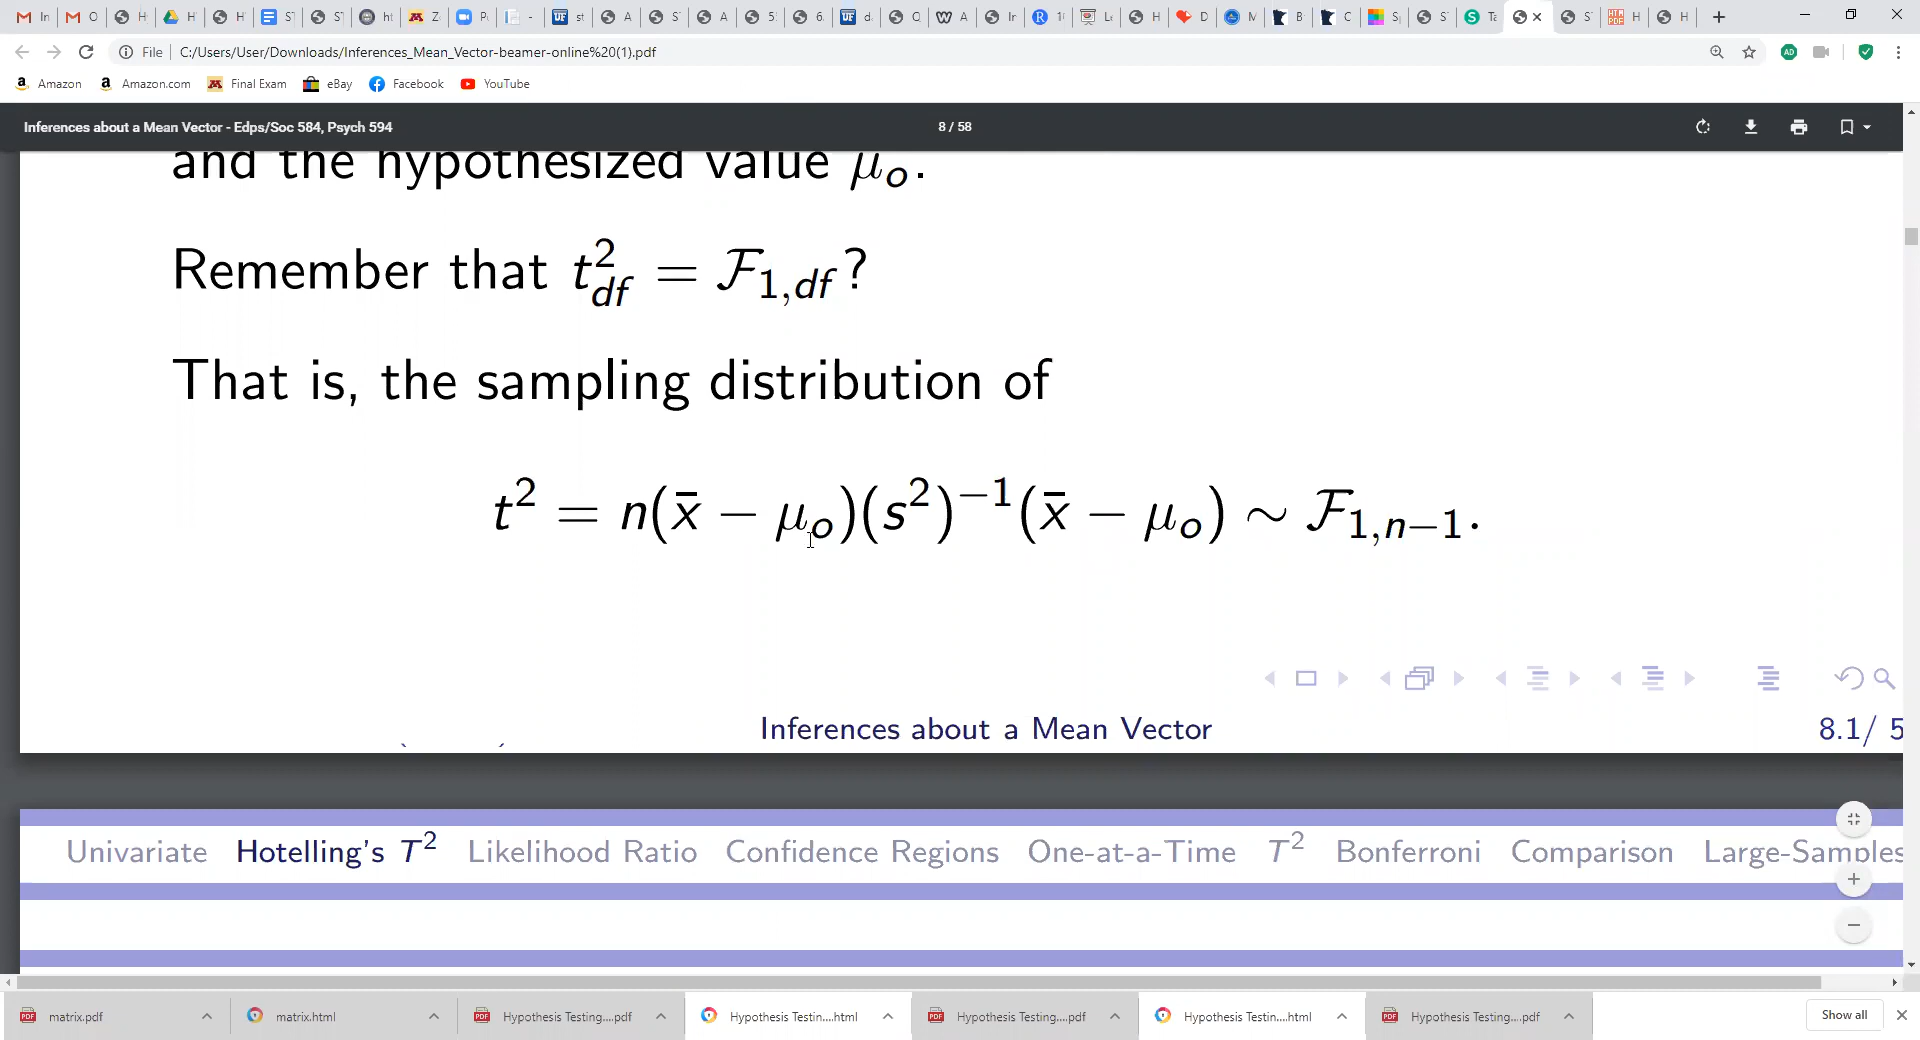 File C:/Users/User/Downloads/Inferences_Mean_Vector-beamer-online%20(1).pdf
Amazon Amazon.com Final Exam eBay Facebook YouTube
Inferences about a Mean Vector - Edps/Soc 584, Psych 594 8 / 58
and the hypothesized value μₒ.
Remember that t²_df = ℱ_1,df?
That is, the sampling distribution of
t² = n(x̄ − μₒ)(s²)⁻¹(x̄ − μₒ) ∼ ℱ_1,n−1.
Inferences about a Mean Vector 8.1/ 5
Univariate Hotelling's T² Likelihood Ratio Confidence Regions One-at-a-Time T² Bonferroni Comparison Large-Samples
matrix.pdf matrix.html Hypothesis Testing....pdf Hypothesis Testin....html Hypothesis Testing....pdf Hypothesis Testin....html Hypothesis Testing....pdf Show all